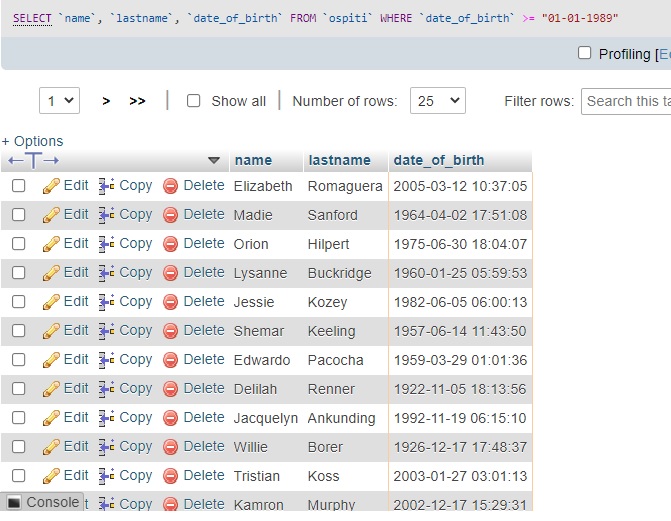 SELECT `name`, `lastname`, `date_of_birth` FROM `ospiti` WHERE `date_of_birth` >= "01-01-1989"
Profiling [E
1 > >> Show all Number of rows: 25 Filter rows: Search this ta
+ Options
←T→ name lastname date_of_birth
Edit Copy Delete Elizabeth Romaguera 2005-03-12 10:37:05
Edit Copy Delete Madie Sanford 1964-04-02 17:51:08
Edit Copy Delete Orion Hilpert 1975-06-30 18:04:07
Edit Copy Delete Lysanne Buckridge 1960-01-25 05:59:53
Edit Copy Delete Jessie Kozey 1982-06-05 06:00:13
Edit Copy Delete Shemar Keeling 1957-06-14 11:43:50
Edit Copy Delete Edwardo Pacocha 1959-03-29 01:01:36
Edit Copy Delete Delilah Renner 1922-11-05 18:13:56
Edit Copy Delete Jacquelyn Ankunding 1992-11-19 06:15:10
Edit Copy Delete Willie Borer 1926-12-17 17:48:37
Edit Copy Delete Tristian Koss 2003-01-27 03:01:13
Console Copy Delete Kamron Murphy 2002-12-17 15:29:31